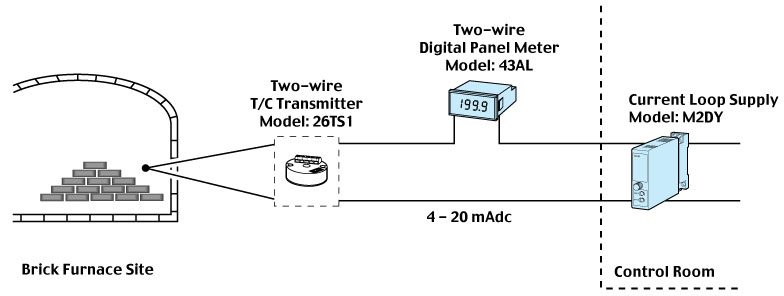 Two-wire
Digital Panel Meter
Model: 43AL
199.9
Two-wire
T/C Transmitter
Model: 26TS1
Current Loop Supply
Model: M2DY
4 – 20 mAdc
Brick Furnace Site
Control Room